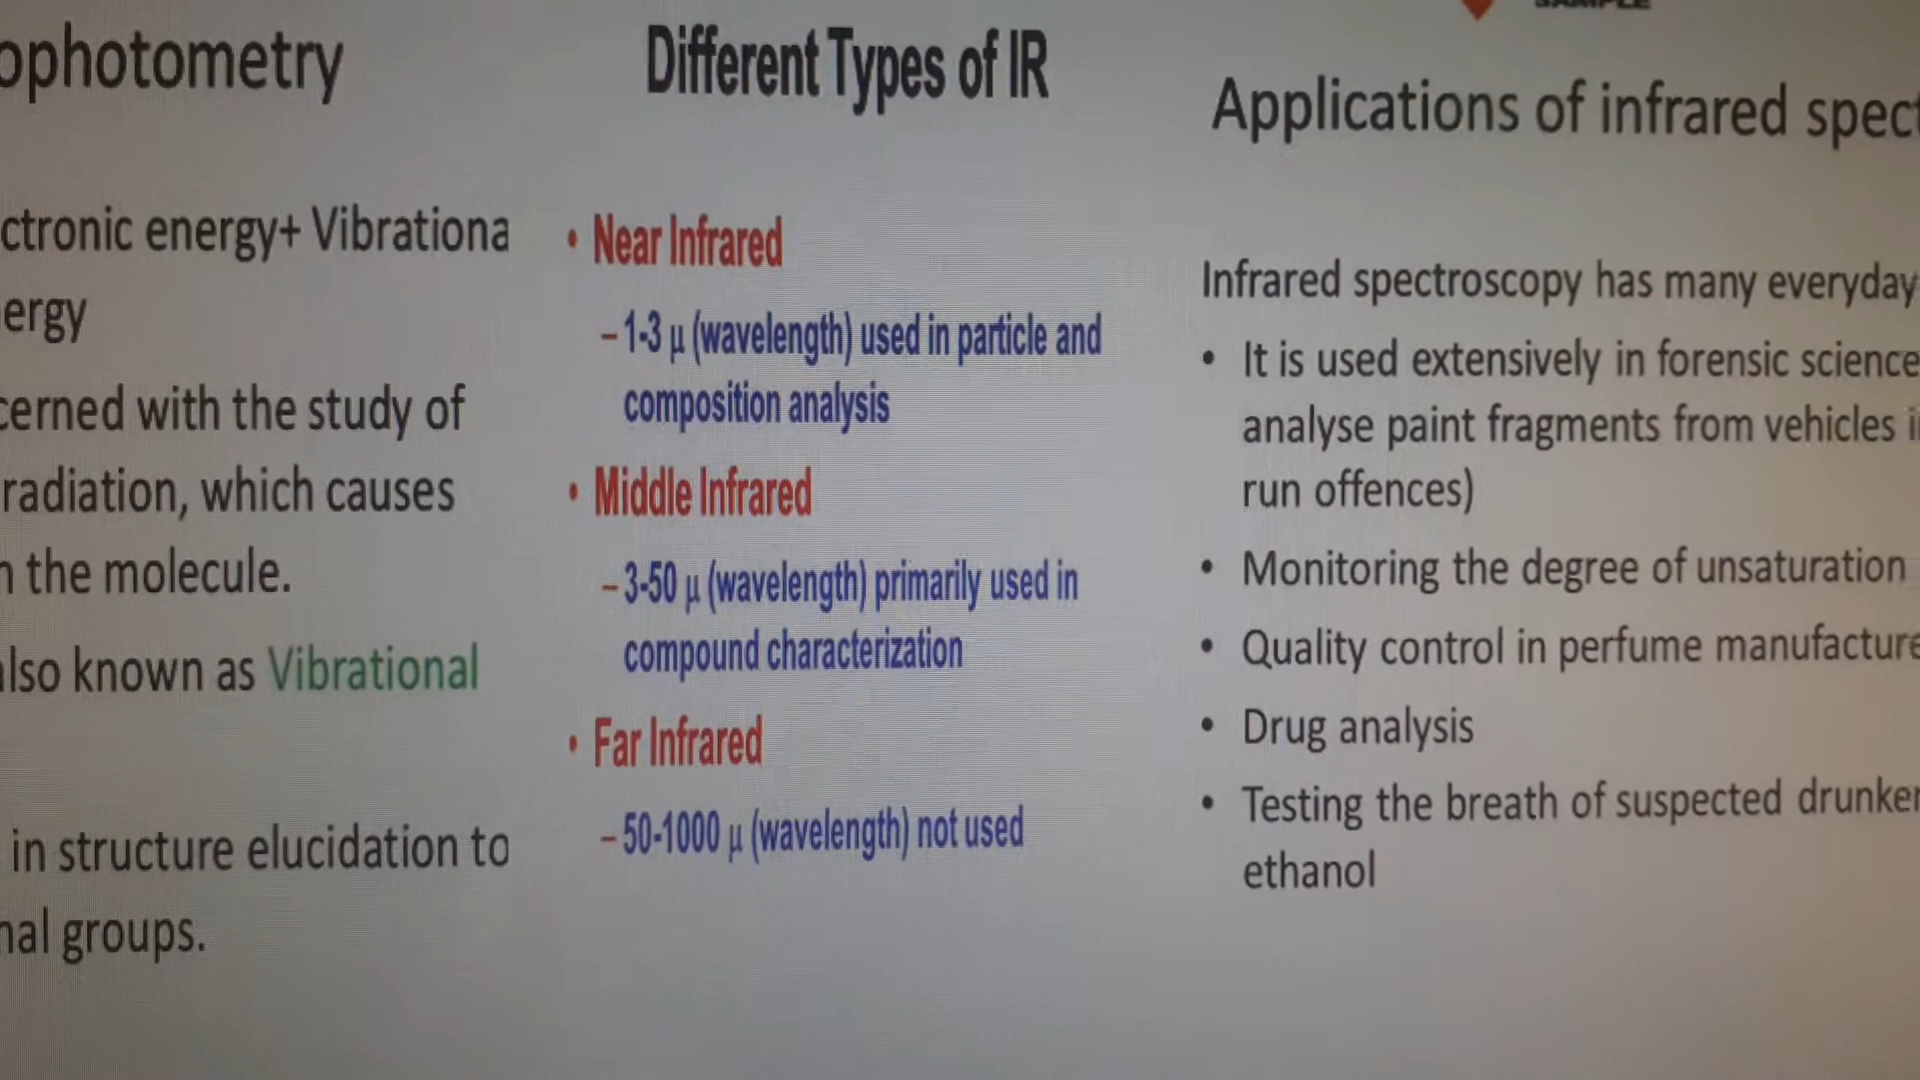 ophotometry
ctronic energy+ Vibrationa
ergy
cerned with the study of
radiation, which causes
the molecule.
also known as Vibrational
in structure elucidation to
nal groups.
Different Types of IR
• Near Infrared
–1-3 µ (wavelength) used in particle and
composition analysis
• Middle Infrared
–3-50 µ (wavelength) primarily used in
compound characterization
• Far Infrared
–50-1000 µ (wavelength) not used
SAMPLE
Applications of infrared spect
Infrared spectroscopy has many everyday
• It is used extensively in forensic science
analyse paint fragments from vehicles i
run offences)
• Monitoring the degree of unsaturation
• Quality control in perfume manufacture
• Drug analysis
• Testing the breath of suspected drunken
ethanol